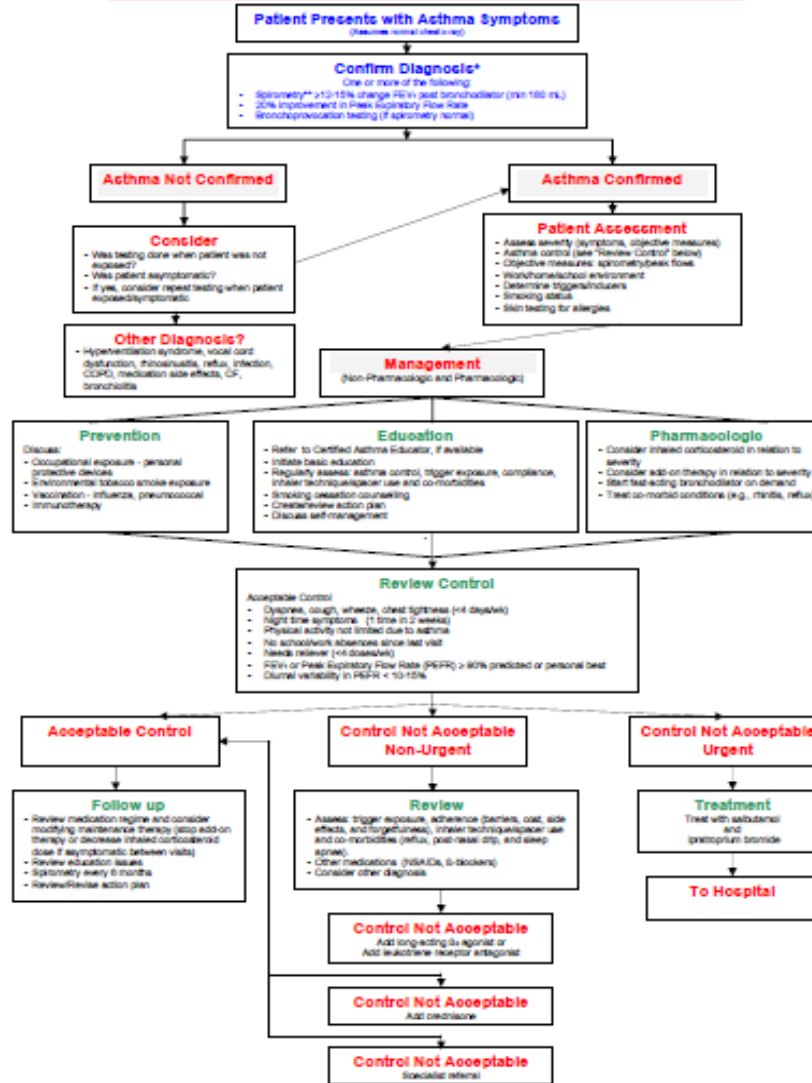 Patient Presents with Asthma Symptoms
(Assumes normal chest x-ray)
Confirm Diagnosis*
One or more of the following:
• Spirometry** ≥12-15% change FEV₁ post bronchodilator (min 180 mL)
• 20% improvement in Peak Expiratory Flow Rate
• Bronchoprovocation testing (if spirometry normal)
Asthma Not Confirmed
Asthma Confirmed
Consider
• Was testing done when patient was not
exposed?
• Was patient asymptomatic?
• If yes, consider repeat testing when patient
exposed/symptomatic
Patient Assessment
• Assess severity (symptoms, objective measures)
• Asthma control (see "Review Control" below)
• Objective measures: spirometry/peak flows
• Work/home/school environment
• Determine triggers/inducers
• Smoking status
• Skin testing for allergies
Other Diagnosis?
• Hyperventilation syndrome, vocal cord
dysfunction, rhinosinusitis, reflux, infection,
COPD, medication side effects, CF,
bronchiolitis
Management
(Non-Pharmacologic and Pharmacologic)
Prevention
Discuss:
• Occupational exposure - personal
protective devices
• Environmental tobacco smoke exposure
• Vaccination - influenza, pneumococcal
• Immunotherapy
Education
• Refer to Certified Asthma Educator, if available
• Initiate basic education
• Regularly assess: asthma control, trigger exposure, compliance,
inhaler technique/spacer use and co-morbidities
• Smoking cessation counselling
• Create/review action plan
• Discuss self-management
Pharmacologic
• Consider inhaled corticosteroid in relation to
severity
• Consider add-on therapy in relation to severity
• Start fast-acting bronchodilator on demand
• Treat co-morbid conditions (e.g., rhinitis, reflux)
Review Control
Acceptable Control
• Dyspnea, cough, wheeze, chest tightness (<4 days/wk)
• Night time symptoms (1 time in 2 weeks)
• Physical activity not limited due to asthma
• No school/work absences since last visit
• Needs reliever (<4 doses/wk)
• FEV₁ or Peak Expiratory Flow Rate (PEFR) ≥ 90% predicted or personal best
• Diurnal variability in PEFR < 10-15%
Acceptable Control
Control Not Acceptable
Non-Urgent
Control Not Acceptable
Urgent
Follow up
• Review medication regime and consider
modifying maintenance therapy (stop add-on
therapy or decrease inhaled corticosteroid
dose if asymptomatic between visits)
• Review education issues
• Spirometry every 6 months
• Review/Revise action plan
Review
• Assess: trigger exposure, adherence (barriers, cost, side
effects, and forgetfulness), inhaler technique/spacer use
and co-morbidities (reflux, post-nasal drip, and sleep
apnea).
• Other medications (NSAIDs, ß-blockers)
• Consider other diagnosis
Treatment
Treat with salbutamol
and
ipratropium bromide
To Hospital
Control Not Acceptable
Add long-acting ß₂ agonist or
Add leukotriene receptor antagonist
Control Not Acceptable
Add prednisone
Control Not Acceptable
Specialist referral